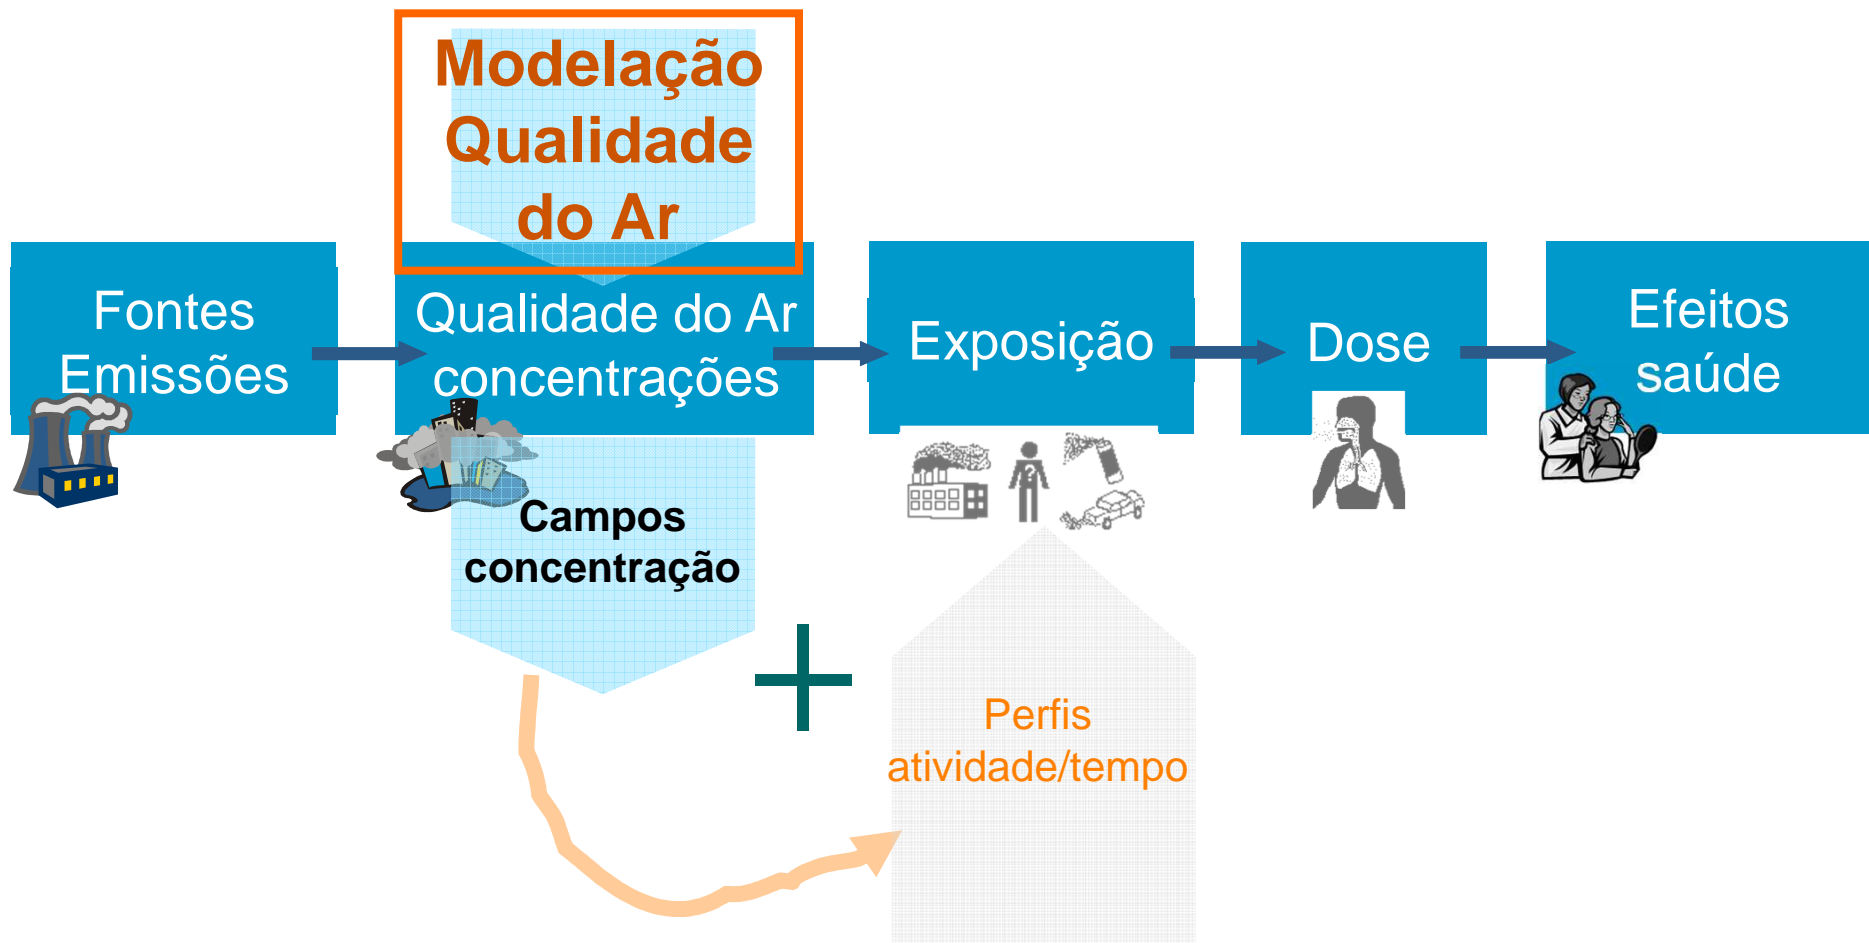 Modelação
Qualidade
do Ar
Fontes
Emissões
Qualidade do Ar
concentrações
Exposição
Dose
Efeitos
saúde
Campos
concentração
?
Perfis
atividade/tempo